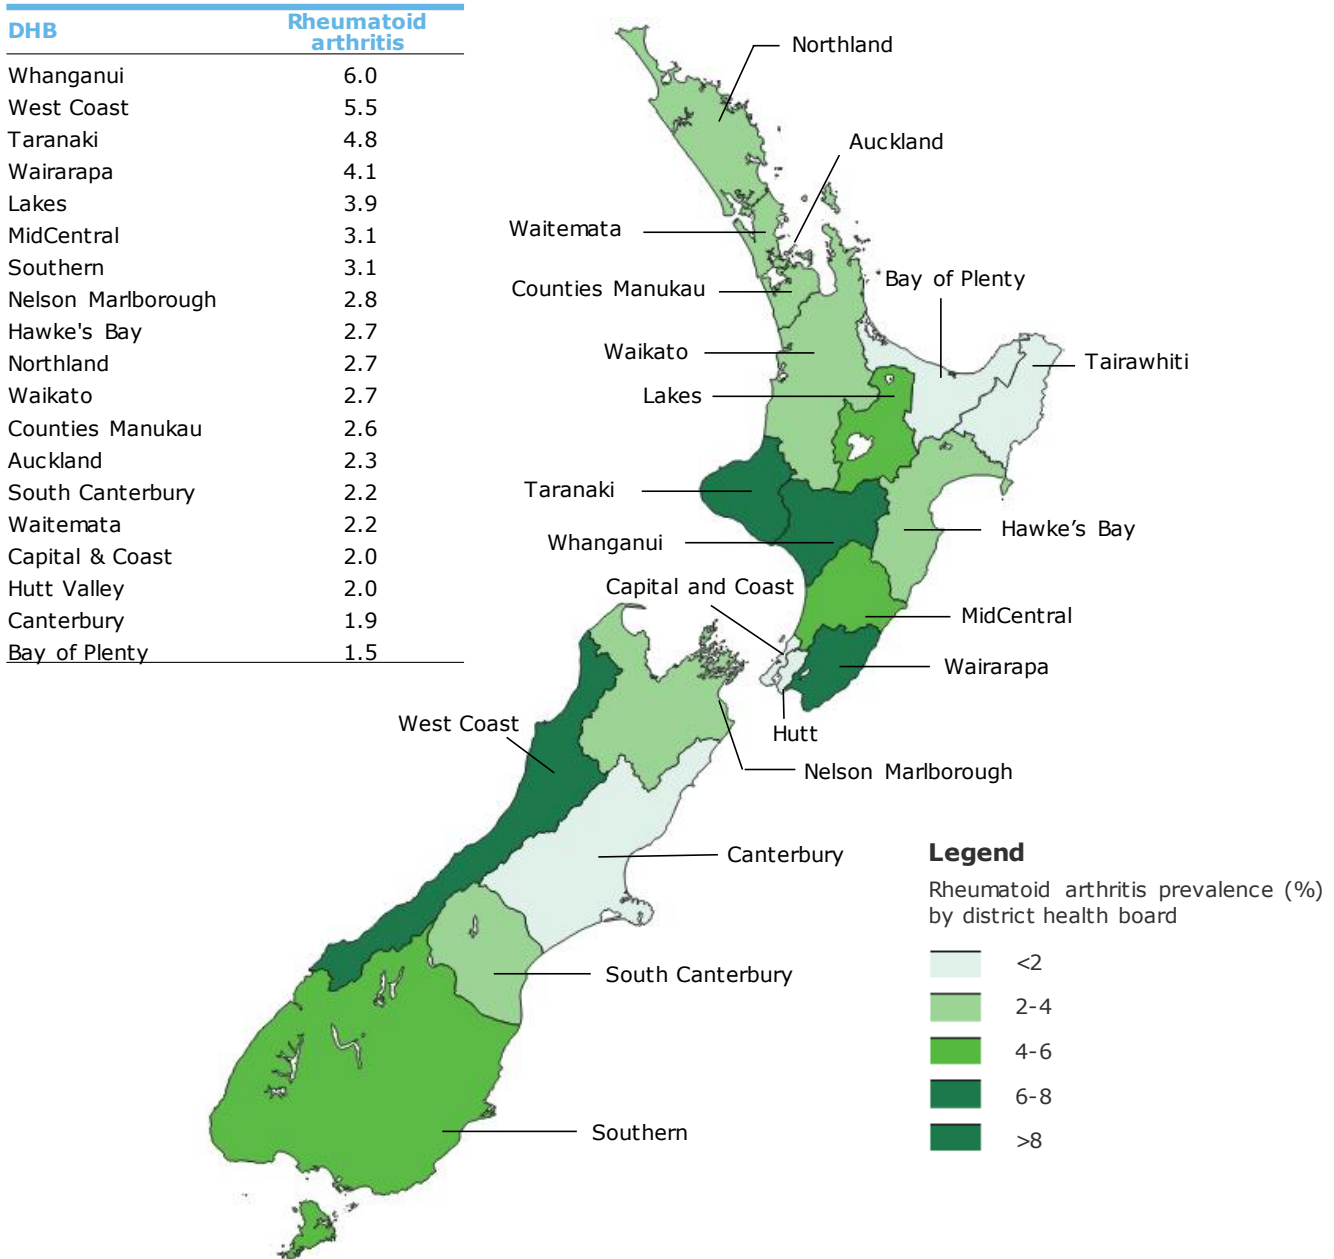 DHB Rheumatoid arthritis
Whanganui 6.0
West Coast 5.5
Taranaki 4.8
Wairarapa 4.1
Lakes 3.9
MidCentral 3.1
Southern 3.1
Nelson Marlborough 2.8
Hawke's Bay 2.7
Northland 2.7
Waikato 2.7
Counties Manukau 2.6
Auckland 2.3
South Canterbury 2.2
Waitemata 2.2
Capital & Coast 2.0
Hutt Valley 2.0
Canterbury 1.9
Bay of Plenty 1.5
Northland
Auckland
Waitemata
Bay of Plenty
Counties Manukau
Waikato
Tairawhiti
Lakes
Taranaki
Hawke’s Bay
Whanganui
Capital and Coast
MidCentral
Wairarapa
West Coast
Hutt
Nelson Marlborough
Canterbury
South Canterbury
Southern
Legend
Rheumatoid arthritis prevalence (%)
by district health board
<2
2-4
4-6
6-8
>8